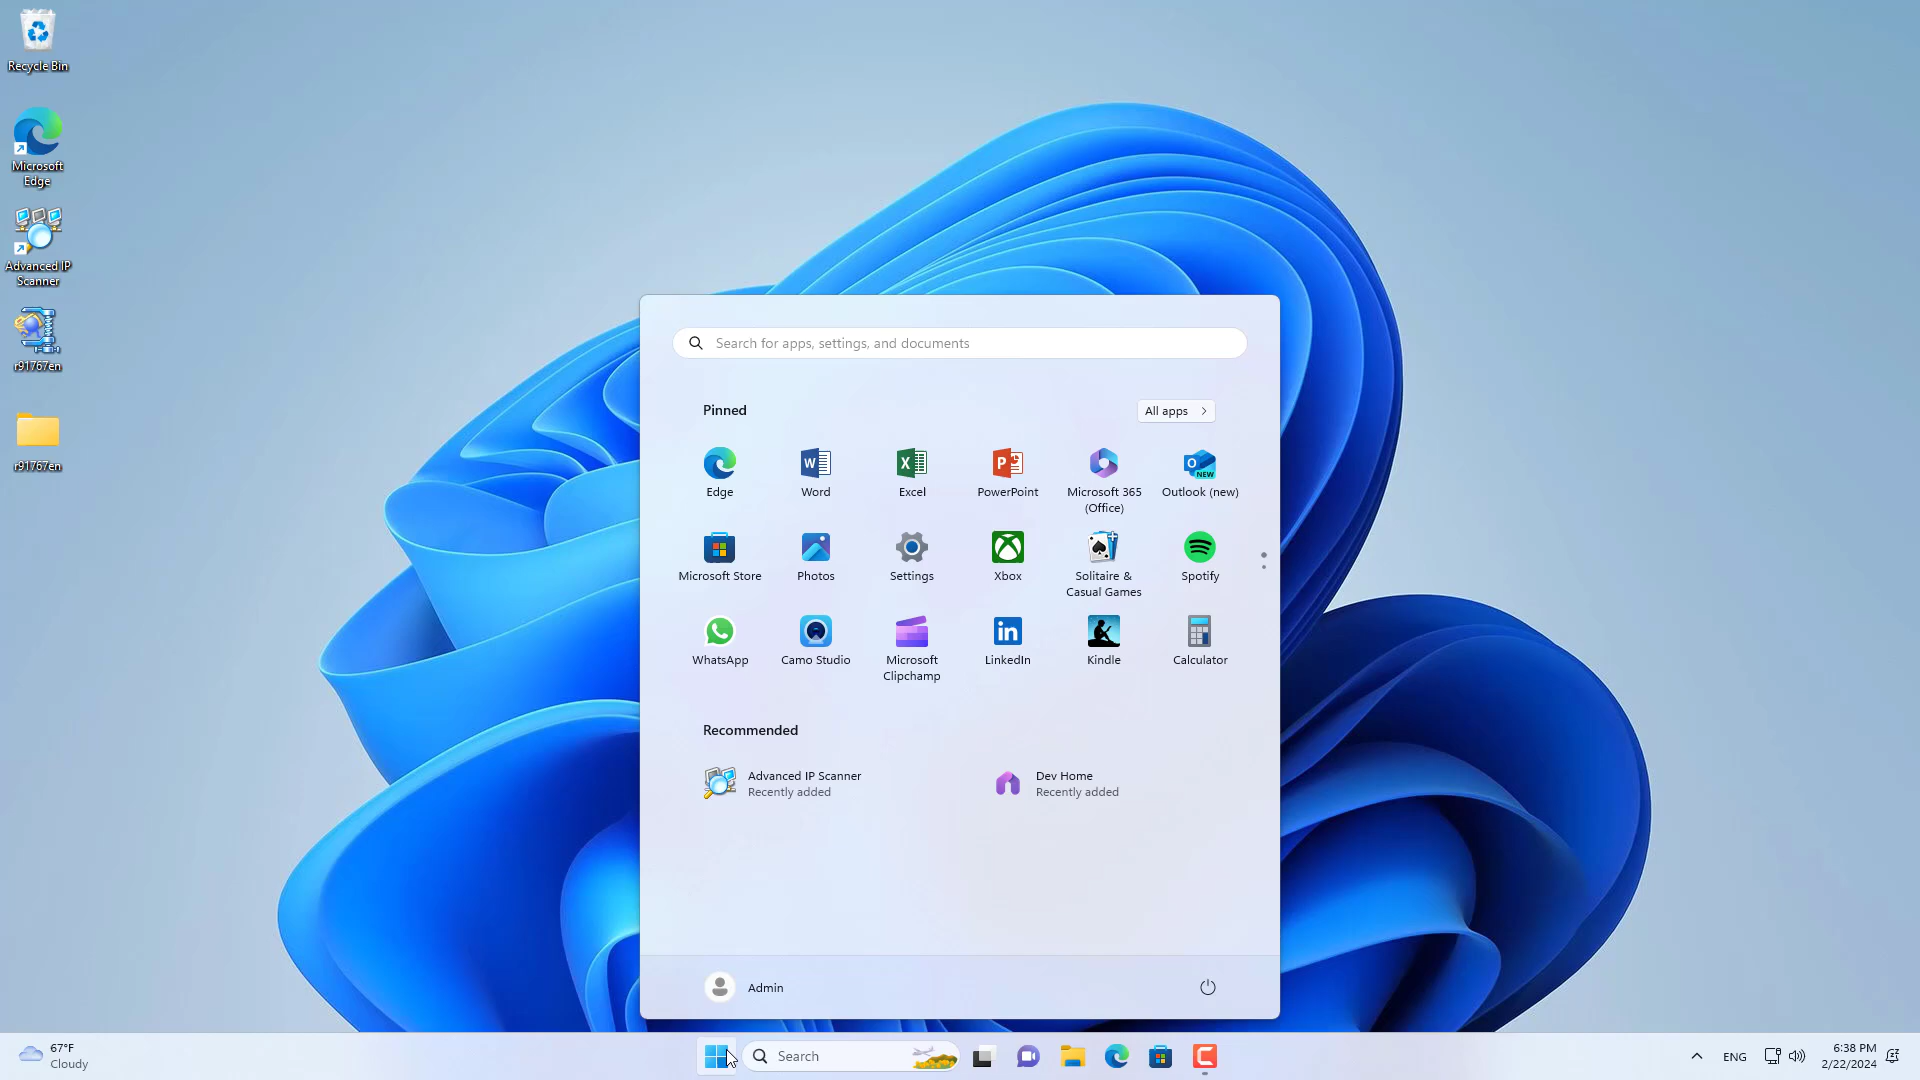 Recycle Bin
Microsoft
Edge
Advanced IP
Scanner
r91767en
r91767en
Search for apps, settings, and documents
Pinned
All apps
Edge
Word
Excel
PowerPoint
Microsoft 365
(Office)
Outlook (new)
NEW
Microsoft Store
Photos
Settings
Xbox
Solitaire &
Casual Games
Spotify
WhatsApp
Camo Studio
Microsoft
Clipchamp
LinkedIn
Kindle
Calculator
Recommended
Advanced IP Scanner
Recently added
Dev Home
Recently added
Admin
67°F
Cloudy
Search
ENG
6:38 PM
2/22/2024